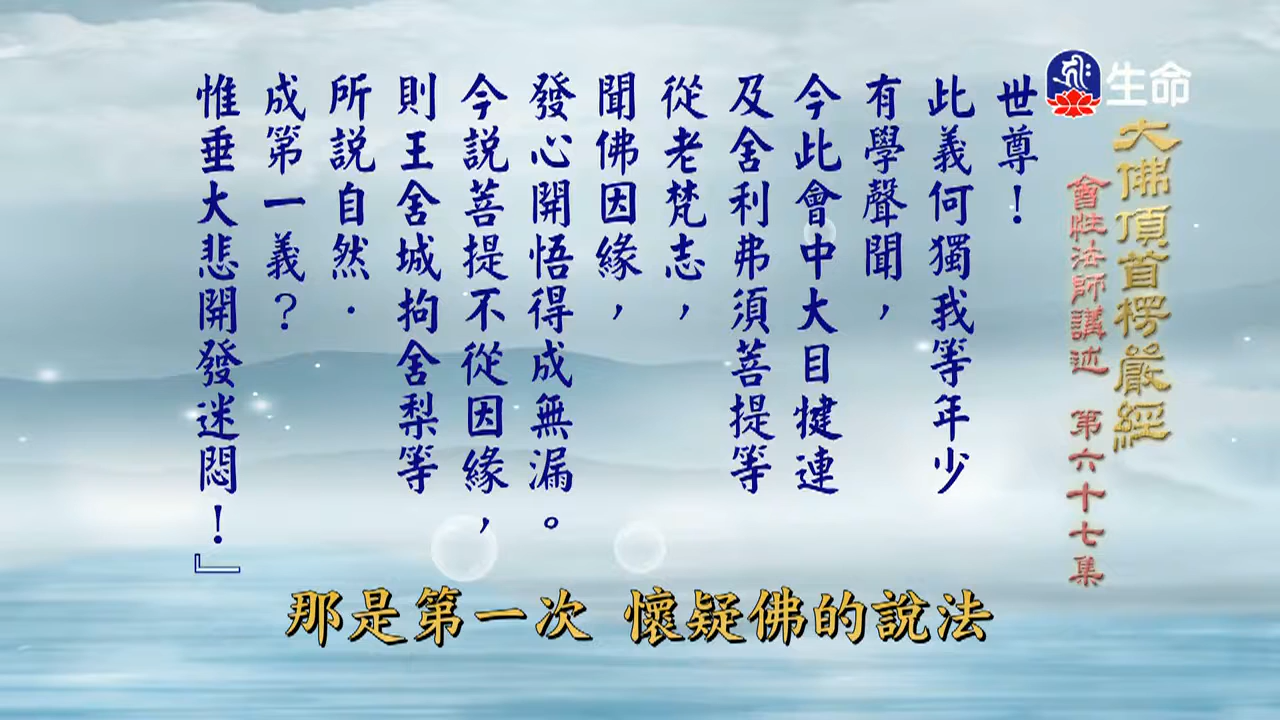 生命
大佛頂首楞嚴經
會性法師講述 第六十七集
世尊！
此義何獨我等年少
有學聲聞，
今此會中大目犍連
及舍利弗須菩提等
從老梵志，
聞佛因緣，
發心開悟得成無漏。
今說菩提不從因緣，
則王舍城拘舍梨等
所說自然．
成第一義？
惟垂大悲開發迷悶！』
那是第一次 懷疑佛的說法